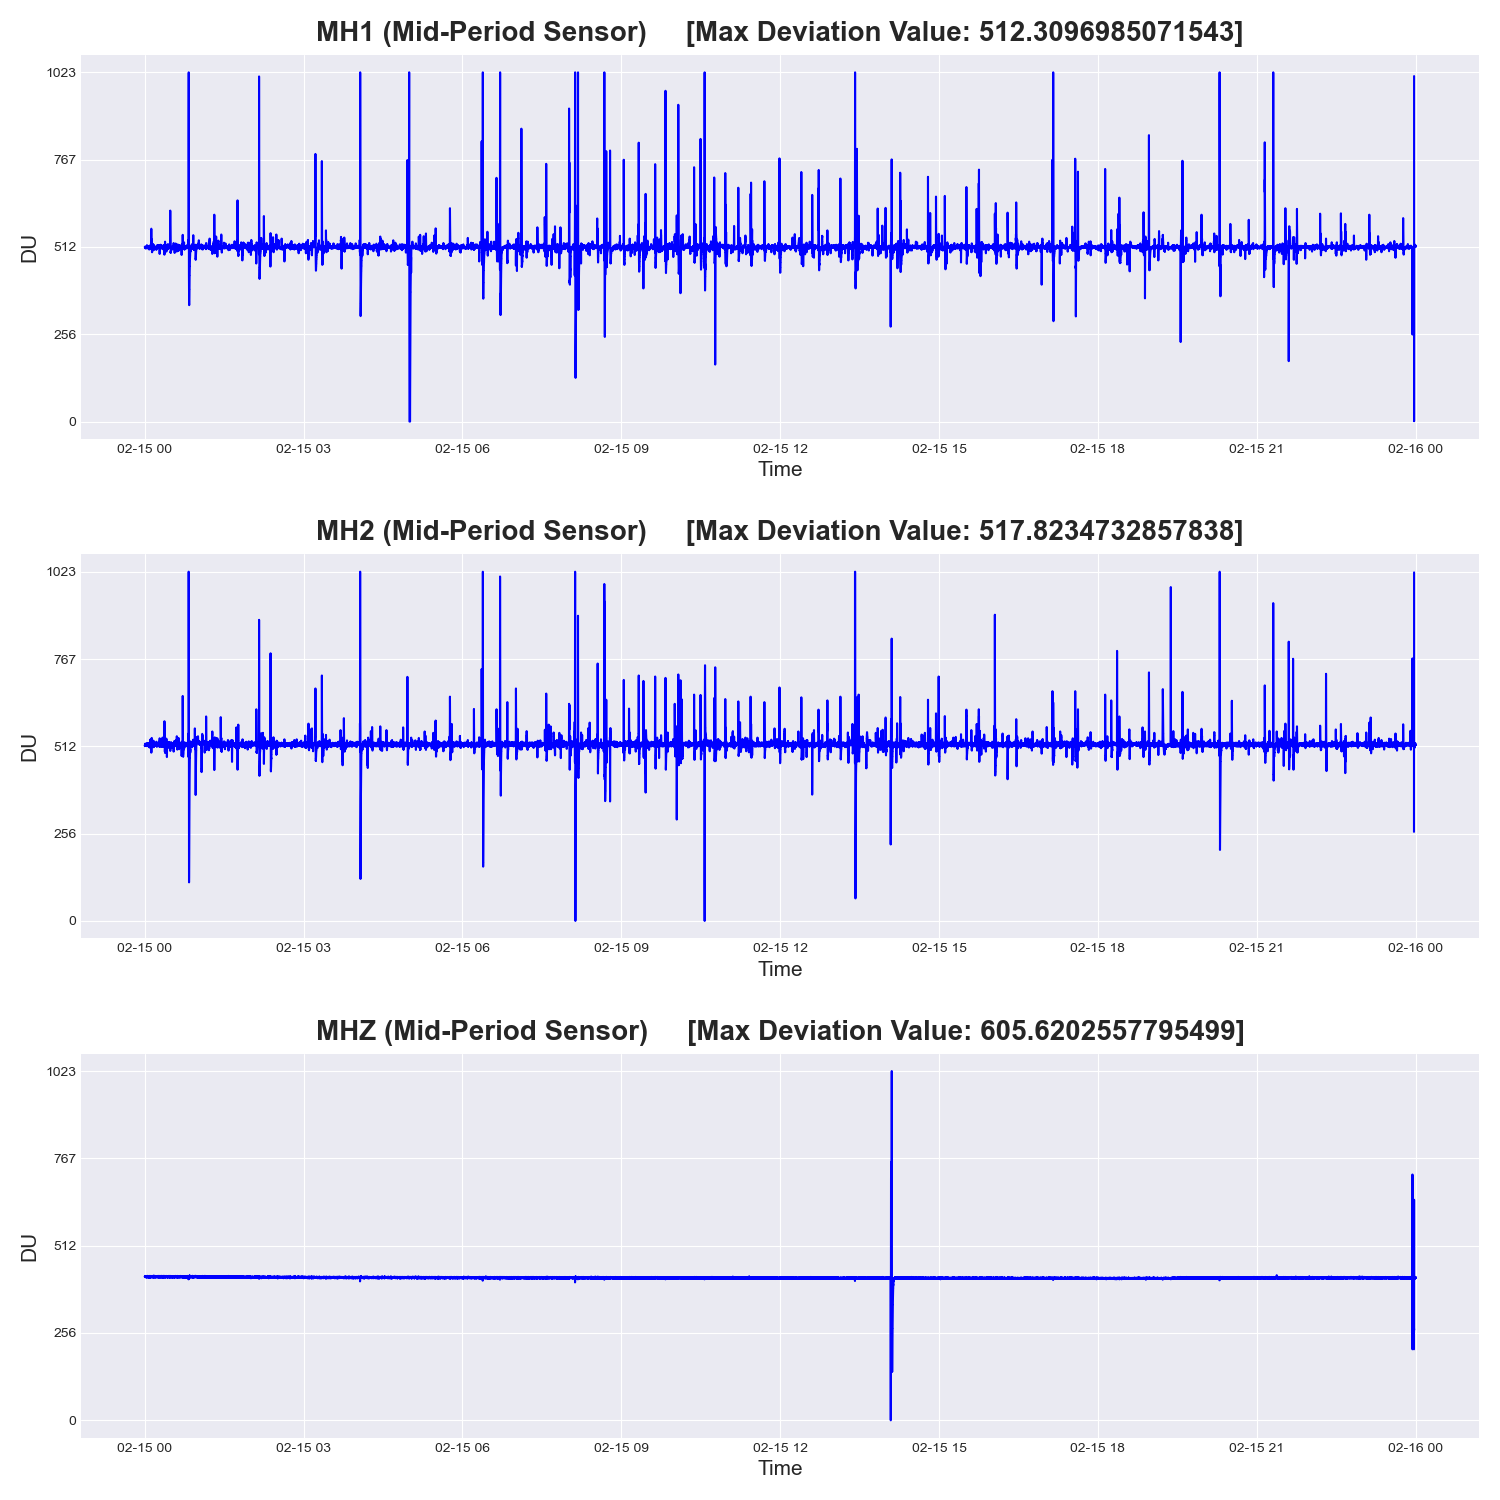 MH1 (Mid-Period Sensor) [Max Deviation Value: 512.3096985071543]
1023
767
512
256
0
DU
02-15 00 02-15 03 02-15 06 02-15 09 02-15 12 02-15 15 02-15 18 02-15 21 02-16 00
Time
MH2 (Mid-Period Sensor) [Max Deviation Value: 517.8234732857838]
1023
767
512
256
0
DU
02-15 00 02-15 03 02-15 06 02-15 09 02-15 12 02-15 15 02-15 18 02-15 21 02-16 00
Time
MHZ (Mid-Period Sensor) [Max Deviation Value: 605.6202557795499]
1023
767
512
256
0
DU
02-15 00 02-15 03 02-15 06 02-15 09 02-15 12 02-15 15 02-15 18 02-15 21 02-16 00
Time